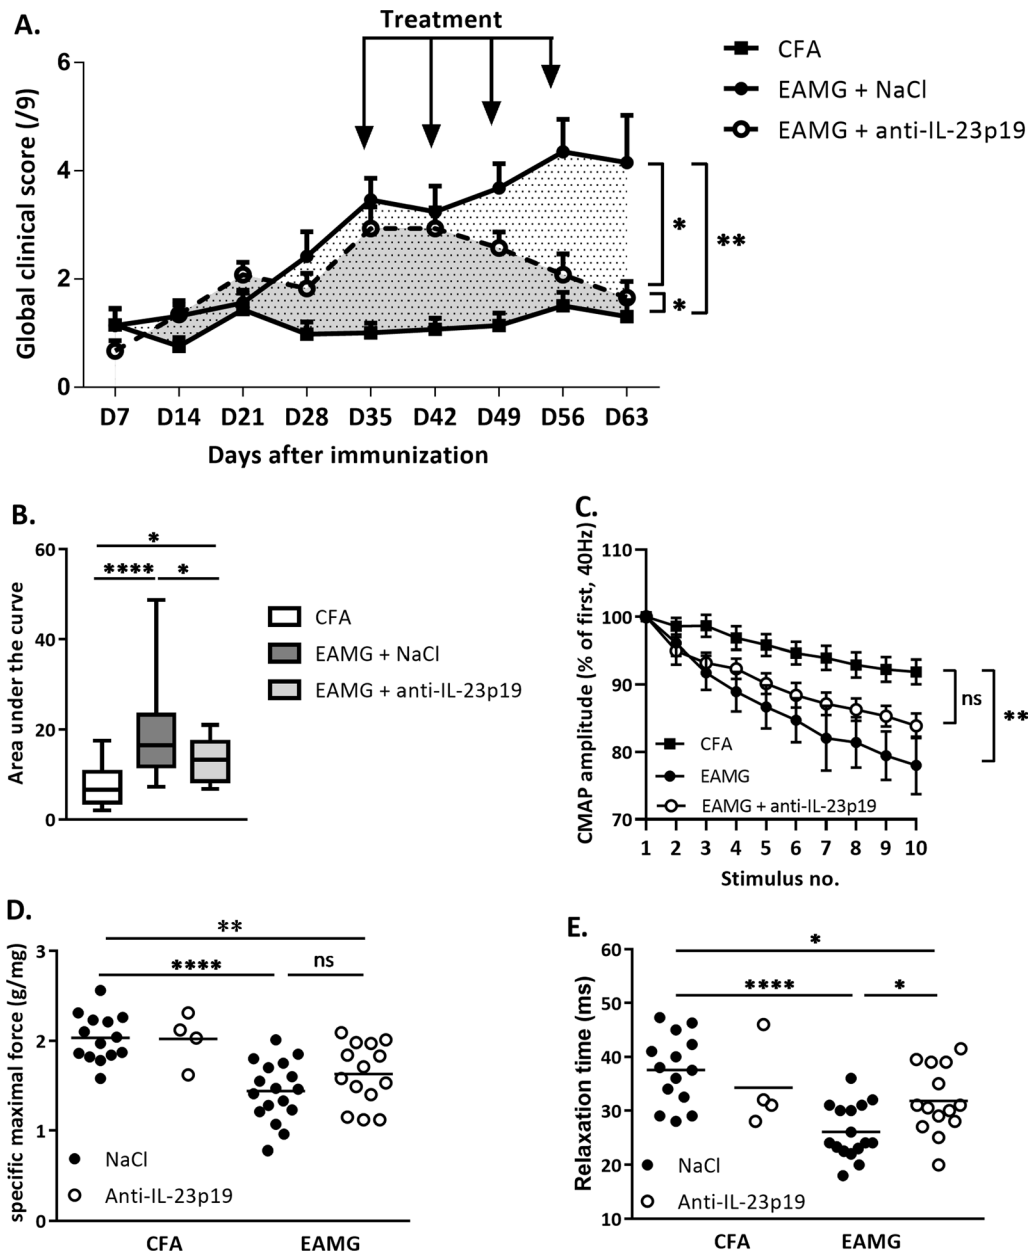 A.
Treatment
CFA
EAMG + NaCl
EAMG + anti-IL-23p19
Global clinical score (/9)
6
4
2
0
*
**
*
D7 D14 D21 D28 D35 D42 D49 D56 D63
Days after immunization
B.
Area under the curve
60
40
20
0
*
**** *
CFA
EAMG + NaCl
EAMG + anti-IL-23p19
C.
CMAP amplitude (% of first, 40Hz)
110
100
90
80
70
ns
**
CFA
EAMG
EAMG + anti-IL-23p19
1 2 3 4 5 6 7 8 9 10
Stimulus no.
D.
specific maximal force (g/mg)
3
2
1
0
**
**** ns
NaCl
Anti-IL-23p19
CFA EAMG
E.
Relaxation time (ms)
60
50
40
30
20
10
*
**** *
NaCl
Anti-IL-23p19
CFA EAMG